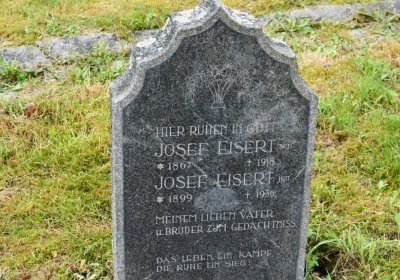 HIER RUHEN IN GOTT
JOSEF EISERT SEN.
* 1867 † 1918
JOSEF EISERT JUN.
* 1899 † 1936
MEINEM LIEBEN VATER
U. BRUDER ZUM GEDÄCHTNISS.
DAS LEBEN EIN KAMPF
DIE RUHE EIN SIEG!